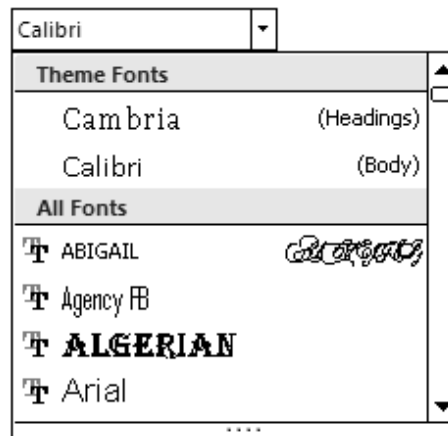 Calibri
Theme Fonts
Cambria (Headings)
Calibri (Body)
All Fonts
ABIGAIL
Agency FB
ALGERIAN
Arial